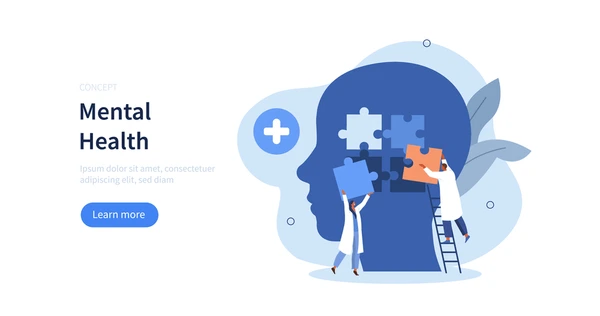 CONCEPT
Mental
Health
Ipsum dolor sit amet, consectetuer
adipiscing elit, sed diam
Learn more